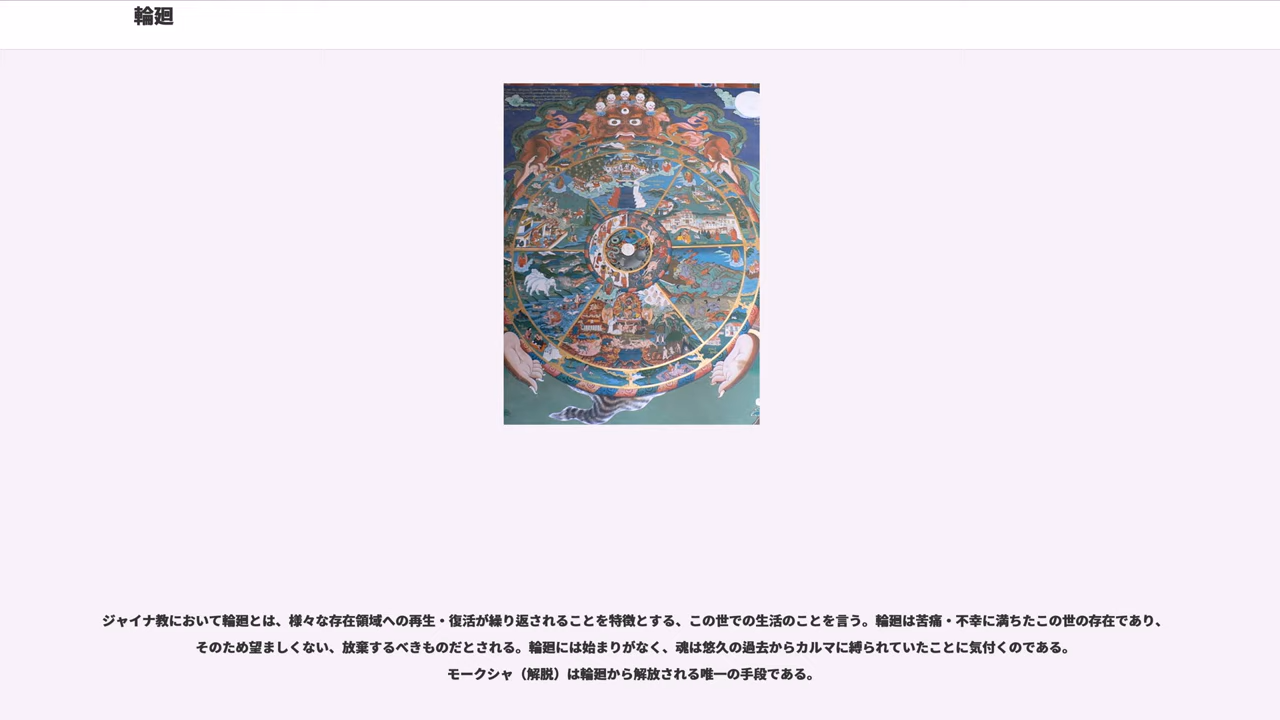 輪廻
ジャイナ教において輪廻とは、様々な存在領域への再生・復活が繰り返されることを特徴とする、この世での生活のことを言う。輪廻は苦痛・不幸に満ちたこの世の存在であり、
そのため望ましくない、放棄するべきものだとされる。輪廻には始まりがなく、魂は悠久の過去からカルマに縛られていたことに気付くのである。
モークシャ（解脱）は輪廻から解放される唯一の手段である。